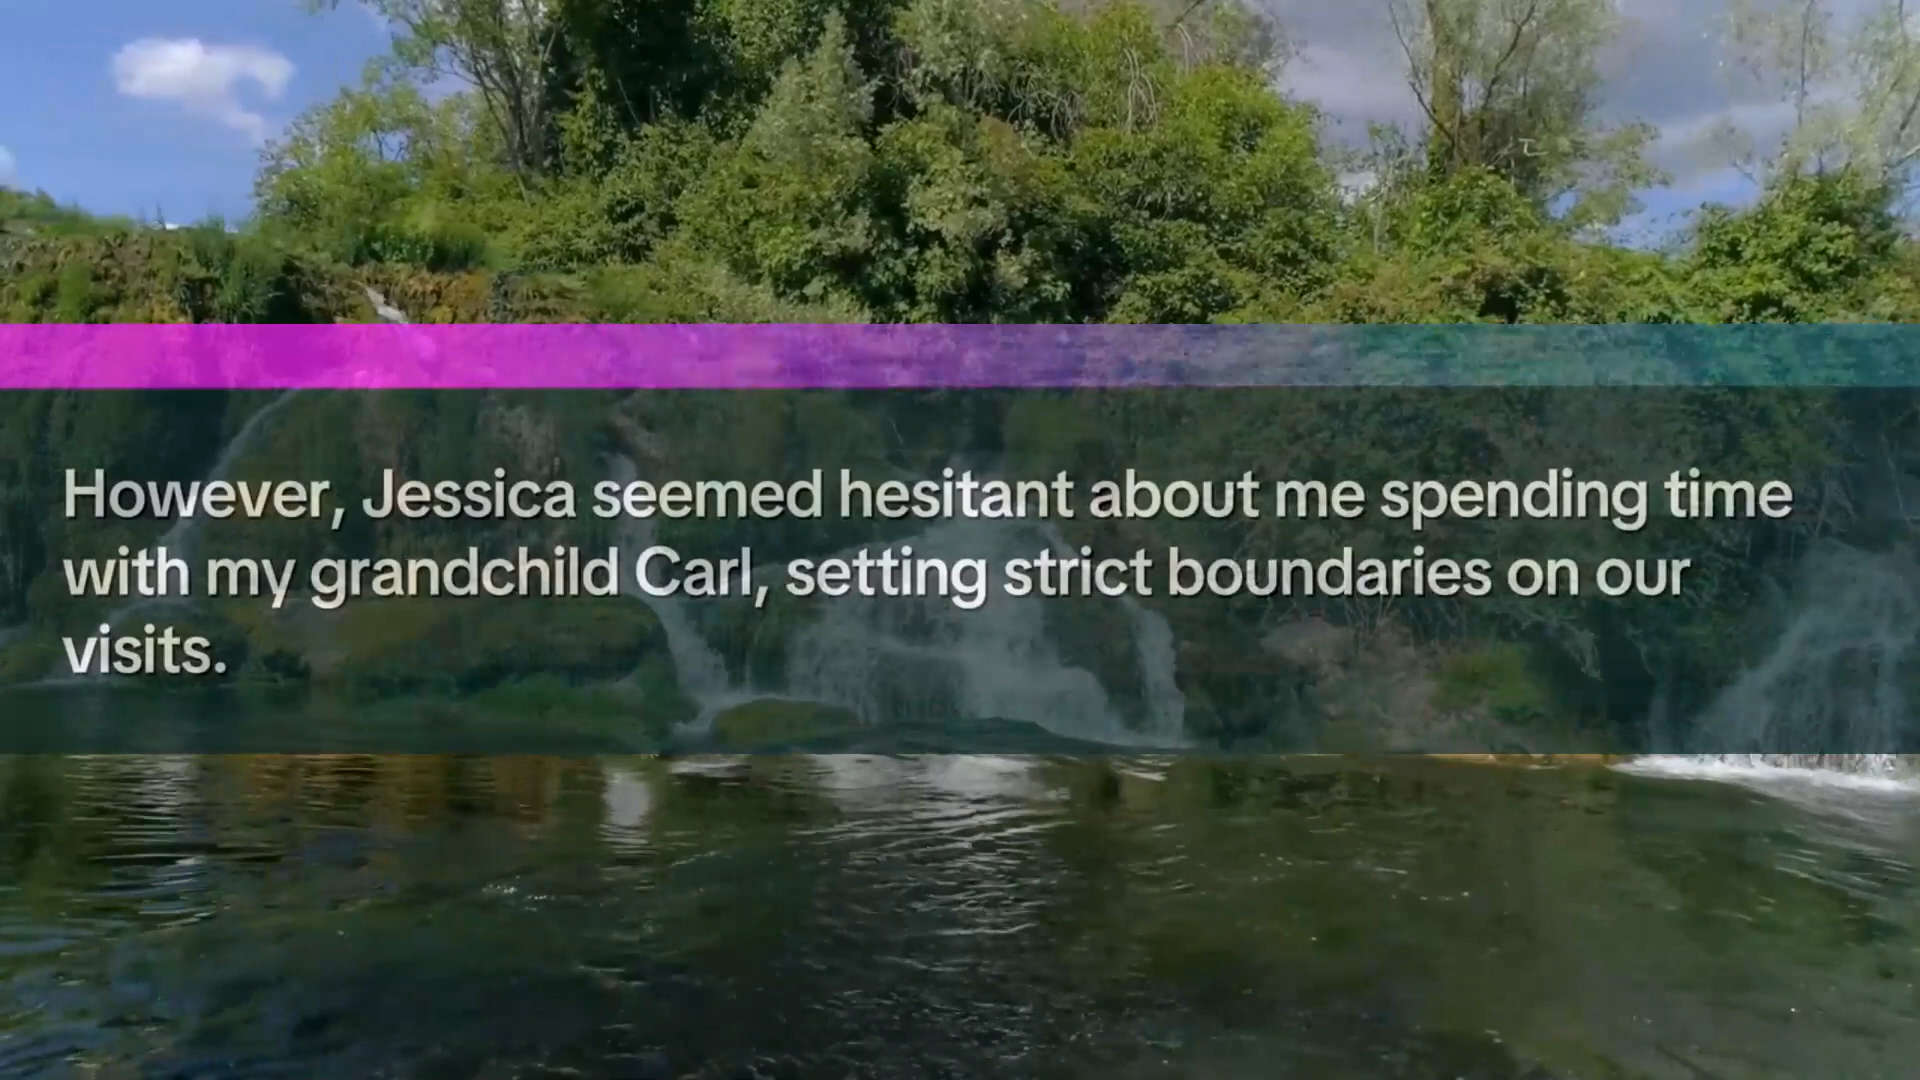 However, Jessica seemed hesitant about me spending time
with my grandchild Carl, setting strict boundaries on our
visits.